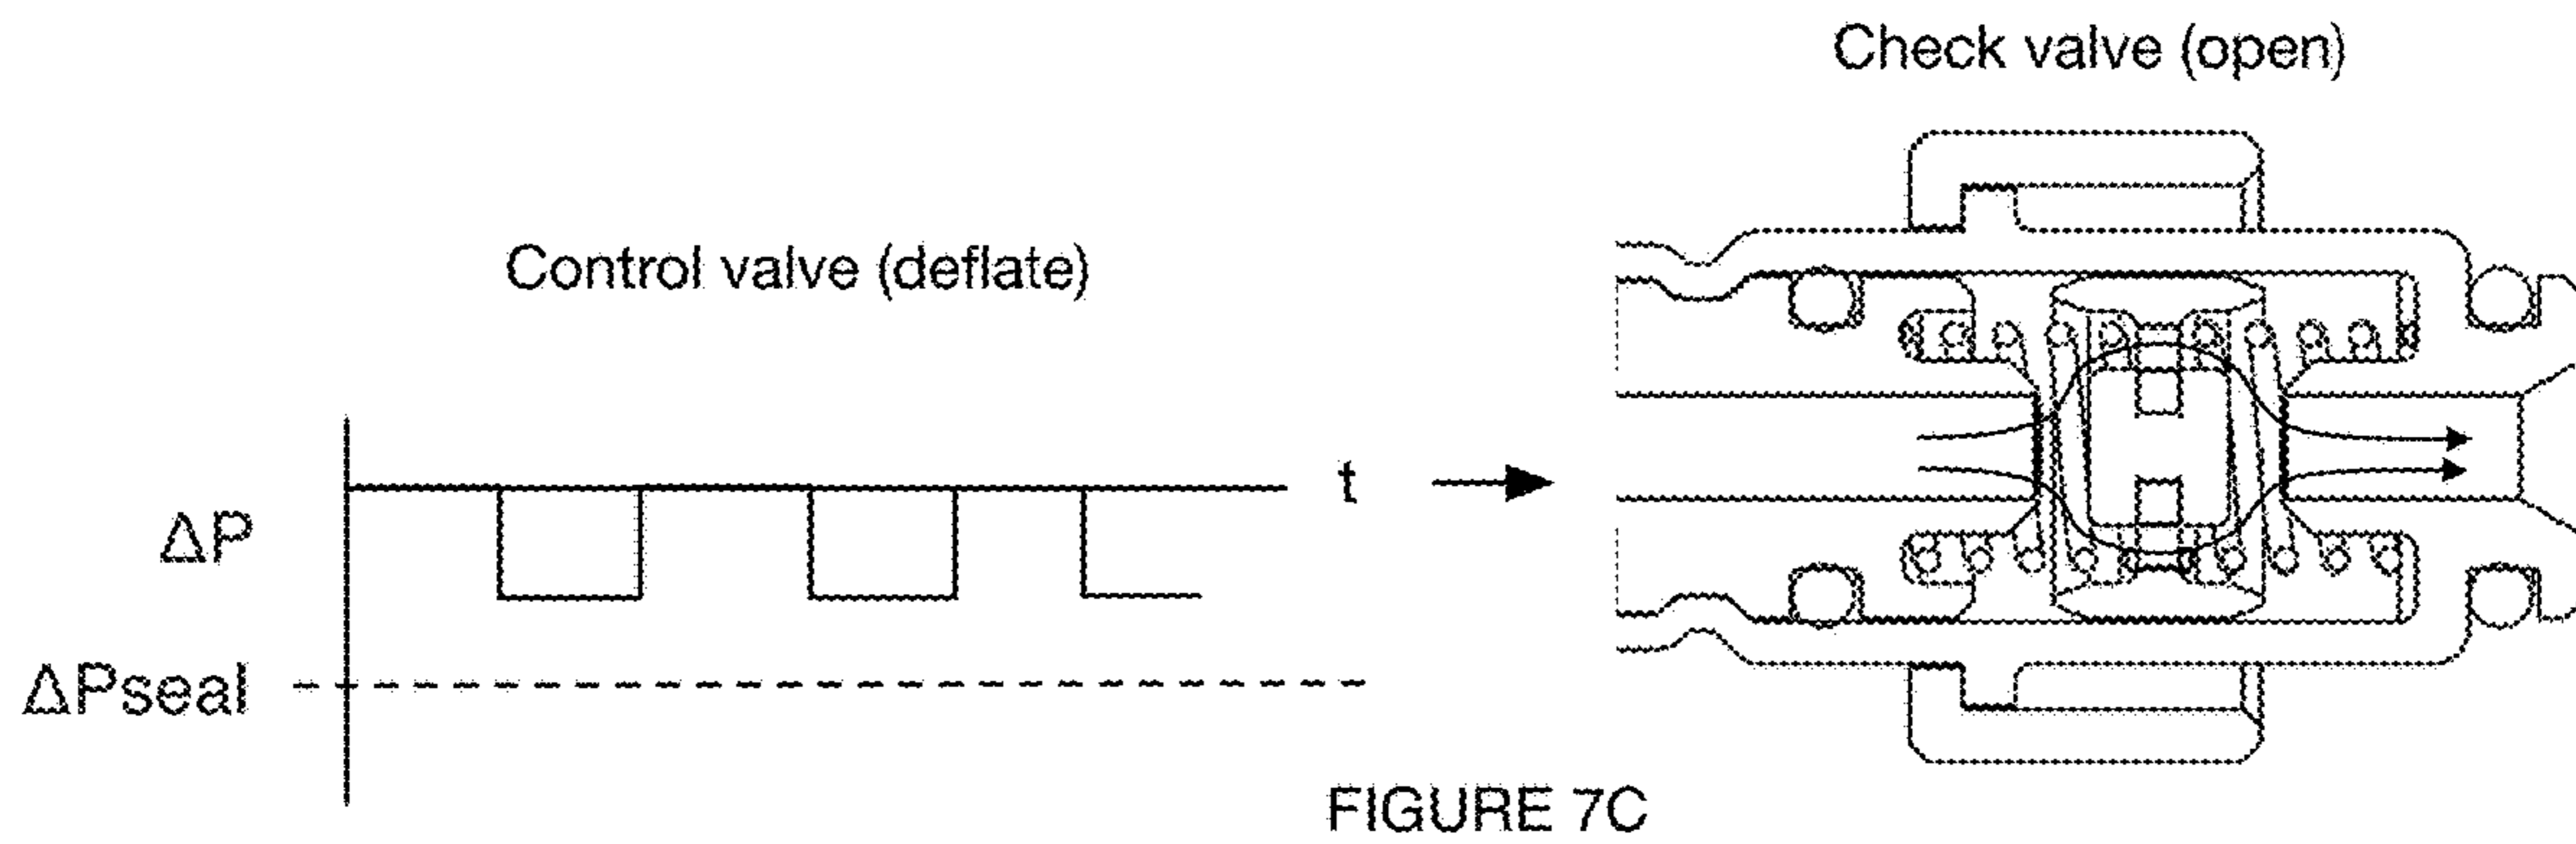 Check valve (open)
Control valve (deflate)
t
ΔP
ΔPseal
FIGURE 7C